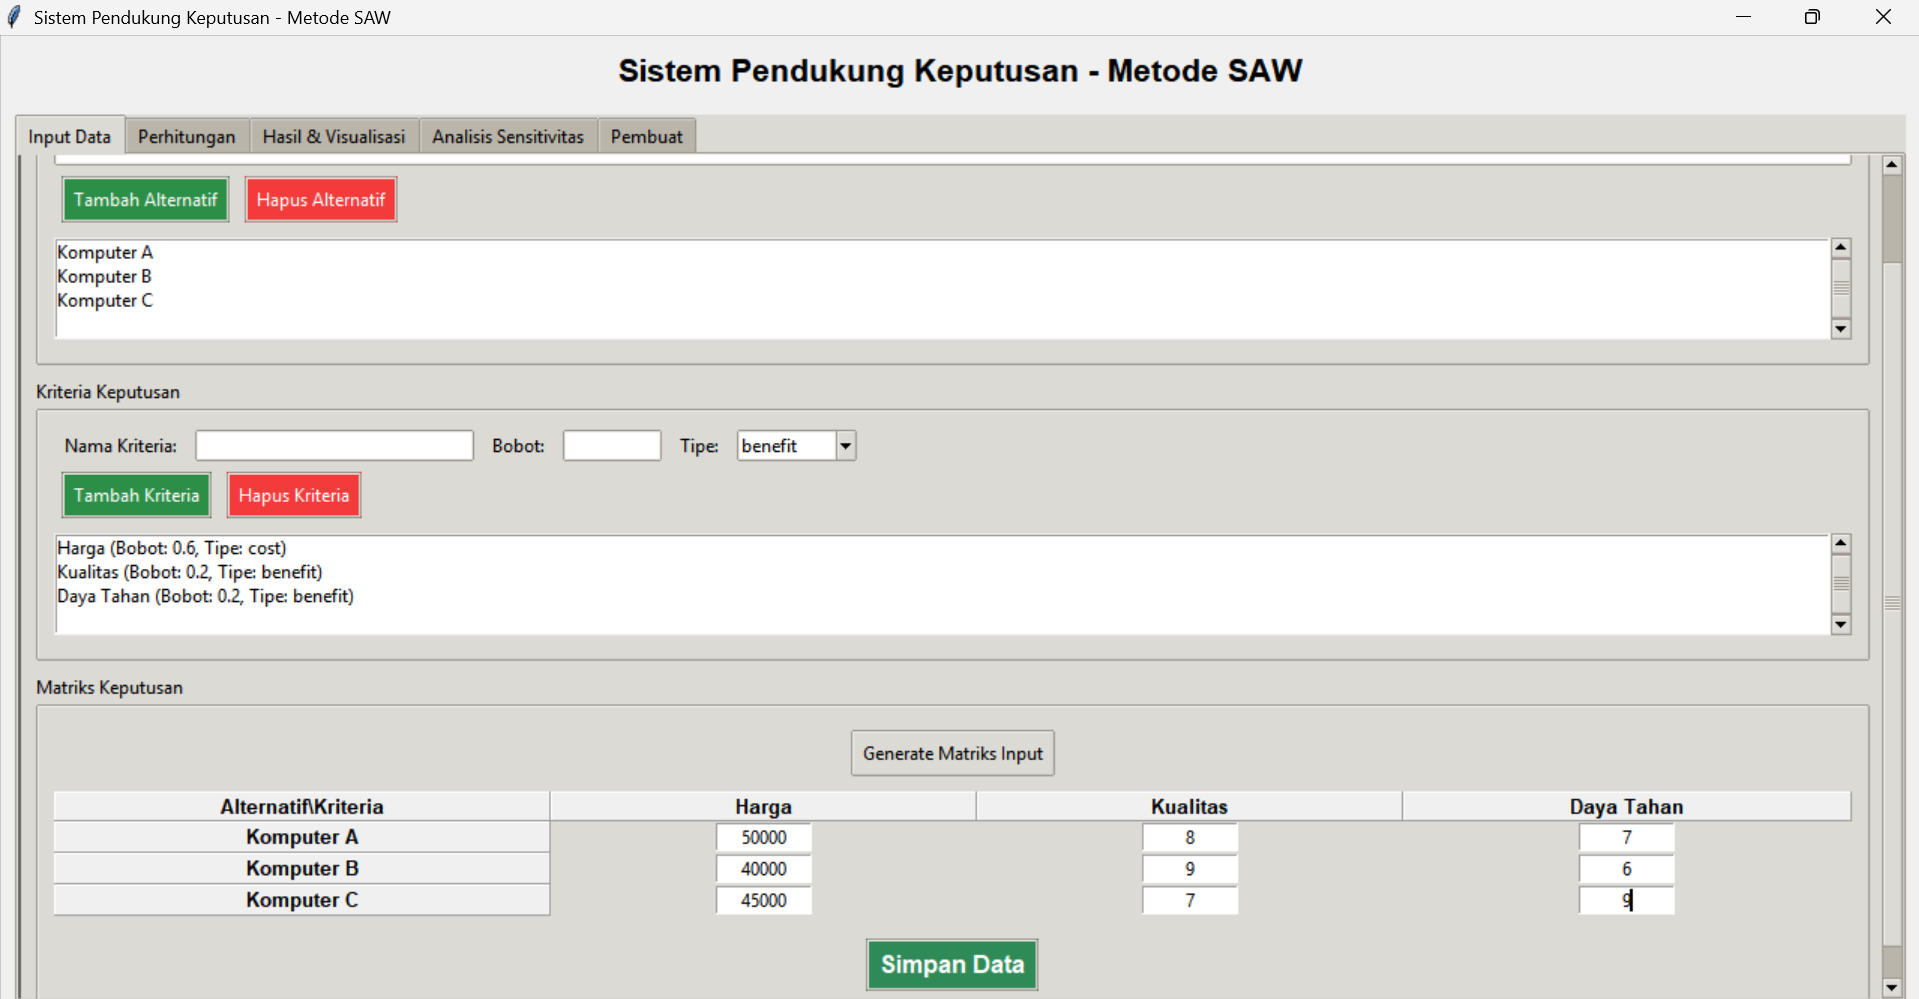 Sistem Pendukung Keputusan - Metode SAW
Sistem Pendukung Keputusan - Metode SAW
Input Data Perhitungan Hasil & Visualisasi Analisis Sensitivitas Pembuat
Tambah Alternatif Hapus Alternatif
Komputer A
Komputer B
Komputer C
Kriteria Keputusan
Nama Kriteria: Bobot: Tipe: benefit
Tambah Kriteria Hapus Kriteria
Harga (Bobot: 0.6, Tipe: cost)
Kualitas (Bobot: 0.2, Tipe: benefit)
Daya Tahan (Bobot: 0.2, Tipe: benefit)
Matriks Keputusan
Generate Matriks Input
Alternatif\Kriteria Harga Kualitas Daya Tahan
Komputer A 50000 8 7
Komputer B 40000 9 6
Komputer C 45000 7 9
Simpan Data